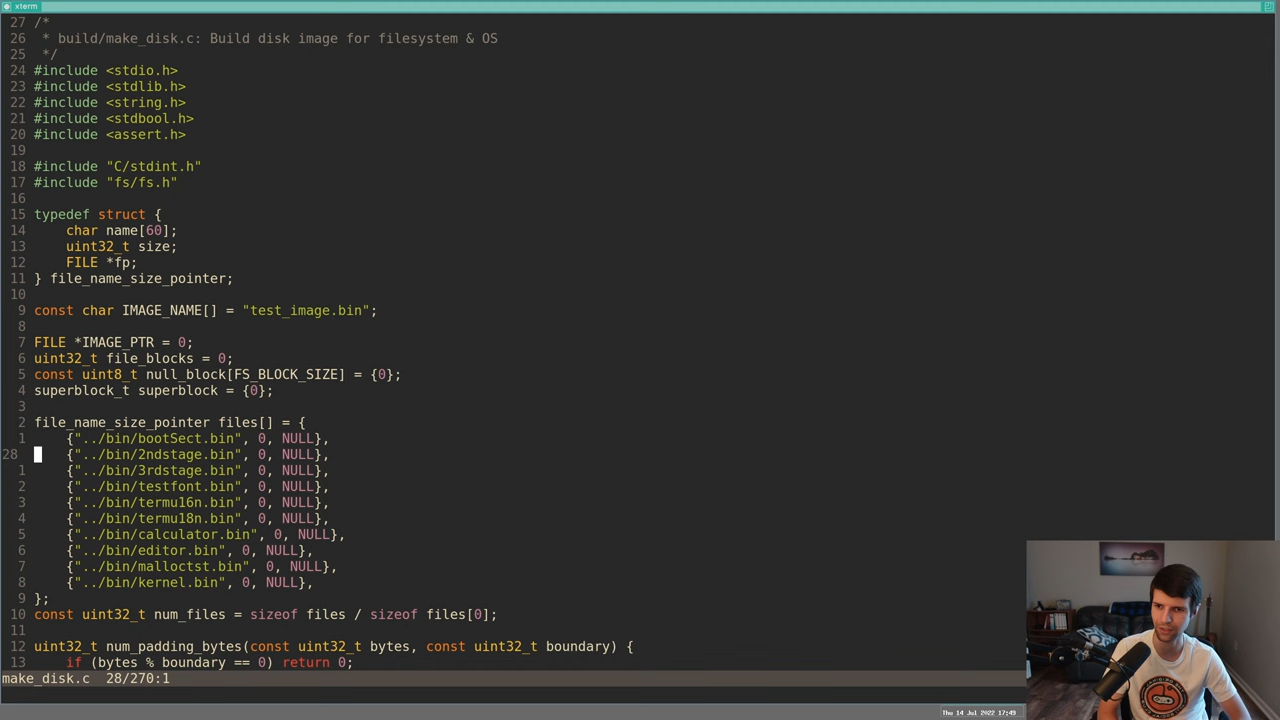 xterm
27 /*
26  * build/make_disk.c: Build disk image for filesystem & OS
25  */
24 #include <stdio.h>
23 #include <stdlib.h>
22 #include <string.h>
21 #include <stdbool.h>
20 #include <assert.h>
19
18 #include "C/stdint.h"
17 #include "fs/fs.h"
16
15 typedef struct {
14     char name[60];
13     uint32_t size;
12     FILE *fp;
11 } file_name_size_pointer;
10
9 const char IMAGE_NAME[] = "test_image.bin";
8
7 FILE *IMAGE_PTR = 0;
6 uint32_t file_blocks = 0;
5 const uint8_t null_block[FS_BLOCK_SIZE] = {0};
4 superblock_t superblock = {0};
3
2 file_name_size_pointer files[] = {
1     {"../bin/bootSect.bin", 0, NULL},
28     {"../bin/2ndstage.bin", 0, NULL},
1     {"../bin/3rdstage.bin", 0, NULL},
2     {"../bin/testfont.bin", 0, NULL},
3     {"../bin/termu16n.bin", 0, NULL},
4     {"../bin/termu18n.bin", 0, NULL},
5     {"../bin/calculator.bin", 0, NULL},
6     {"../bin/editor.bin", 0, NULL},
7     {"../bin/malloctst.bin", 0, NULL},
8     {"../bin/kernel.bin", 0, NULL},
9 };
10 const uint32_t num_files = sizeof files / sizeof files[0];
11
12 uint32_t num_padding_bytes(const uint32_t bytes, const uint32_t boundary) {
13     if (bytes % boundary == 0) return 0;
make_disk.c  28/270:1
Thu 14 Jul 2022 17:49